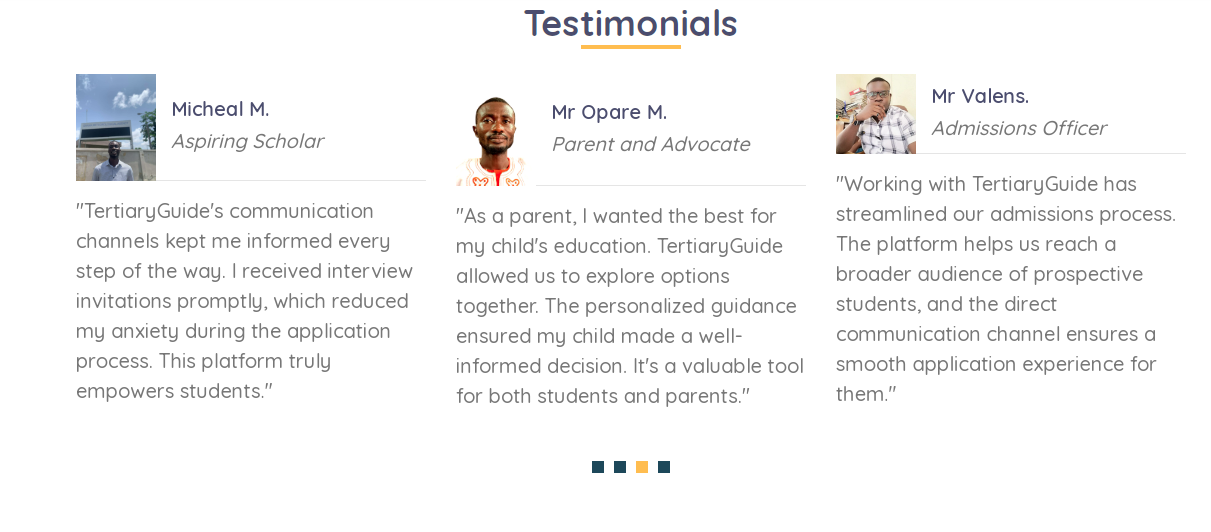 Testimonials
Micheal M.
Aspiring Scholar
"TertiaryGuide's communication
channels kept me informed every
step of the way. I received interview
invitations promptly, which reduced
my anxiety during the application
process. This platform truly
empowers students."
Mr Opare M.
Parent and Advocate
"As a parent, I wanted the best for
my child's education. TertiaryGuide
allowed us to explore options
together. The personalized guidance
ensured my child made a well-
informed decision. It's a valuable tool
for both students and parents."
Mr Valens.
Admissions Officer
"Working with TertiaryGuide has
streamlined our admissions process.
The platform helps us reach a
broader audience of prospective
students, and the direct
communication channel ensures a
smooth application experience for
them."